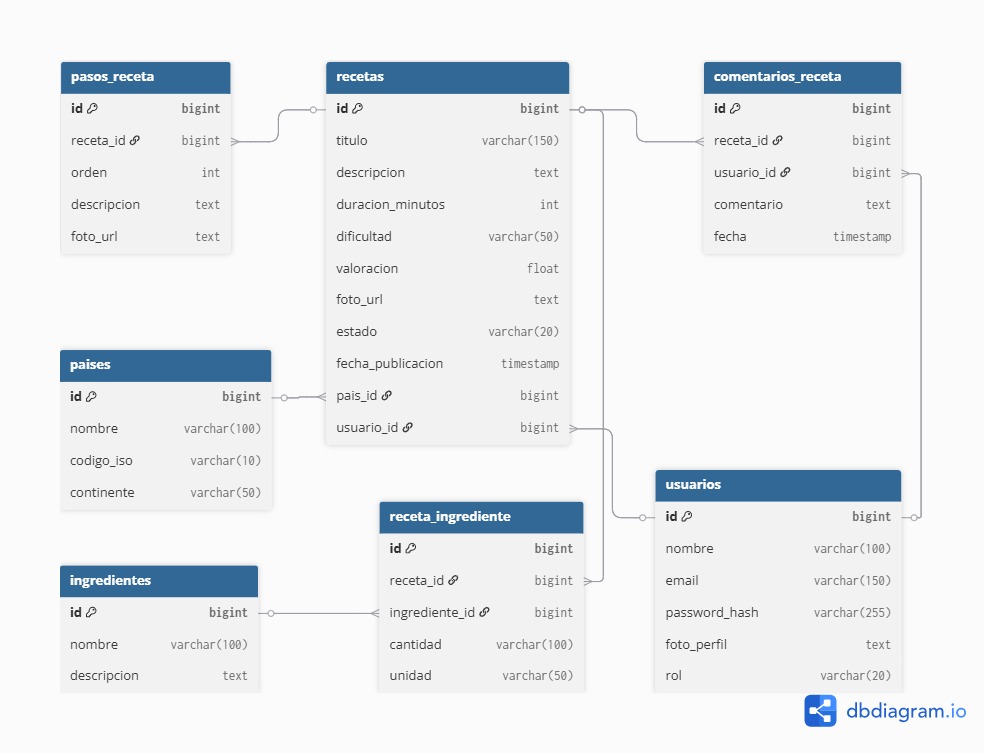 pasos_receta
id bigint
receta_id bigint
orden int
descripcion text
foto_url text
recetas
id bigint
titulo varchar(150)
descripcion text
duracion_minutos int
dificultad varchar(50)
valoracion float
foto_url text
estado varchar(20)
fecha_publicacion timestamp
pais_id bigint
usuario_id bigint
comentarios_receta
id bigint
receta_id bigint
usuario_id bigint
comentario text
fecha timestamp
paises
id bigint
nombre varchar(100)
codigo_iso varchar(10)
continente varchar(50)
receta_ingrediente
id bigint
receta_id bigint
ingrediente_id bigint
cantidad varchar(100)
unidad varchar(50)
usuarios
id bigint
nombre varchar(100)
email varchar(150)
password_hash varchar(255)
foto_perfil text
rol varchar(20)
ingredientes
id bigint
nombre varchar(100)
descripcion text
dbdiagram.io